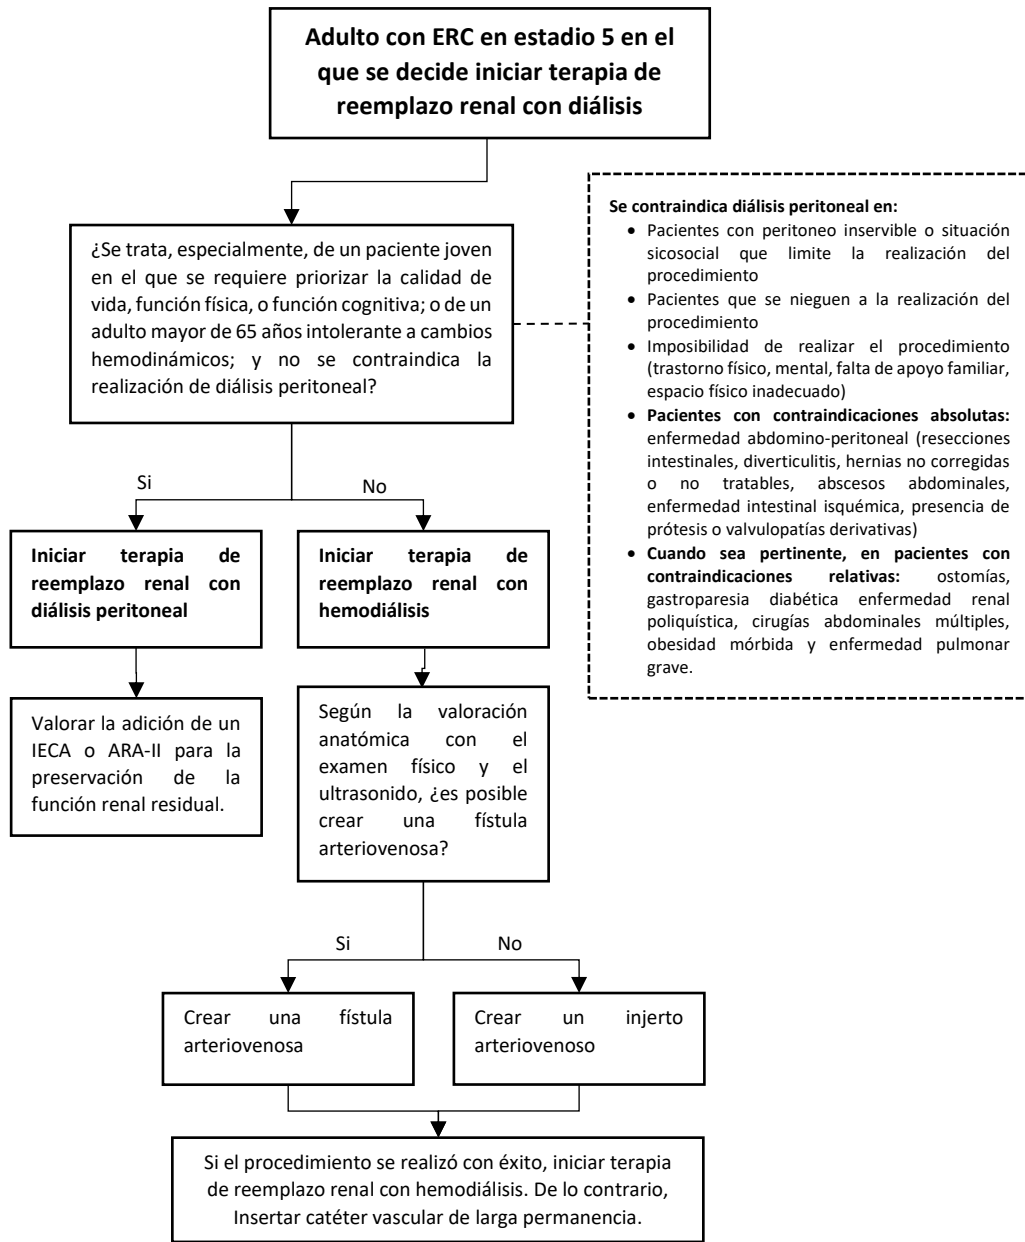 Adulto con ERC en estadio 5 en el
que se decide iniciar terapia de
reemplazo renal con diálisis
¿Se trata, especialmente, de un paciente joven
en el que se requiere priorizar la calidad de
vida, función física, o función cognitiva; o de un
adulto mayor de 65 años intolerante a cambios
hemodinámicos; y no se contraindica la
realización de diálisis peritoneal?
Se contraindica diálisis peritoneal en:
• Pacientes con peritoneo inservible o situación
sicosocial que limite la realización del
procedimiento
• Pacientes que se nieguen a la realización del
procedimiento
• Imposibilidad de realizar el procedimiento
(trastorno físico, mental, falta de apoyo familiar,
espacio físico inadecuado)
• Pacientes con contraindicaciones absolutas:
enfermedad abdomino-peritoneal (resecciones
intestinales, diverticulitis, hernias no corregidas
o no tratables, abscesos abdominales,
enfermedad intestinal isquémica, presencia de
prótesis o valvulopatías derivativas)
• Cuando sea pertinente, en pacientes con
contraindicaciones relativas: ostomías,
gastroparesia diabética enfermedad renal
poliquística, cirugías abdominales múltiples,
obesidad mórbida y enfermedad pulmonar
grave.
Si
No
Iniciar terapia de
reemplazo renal con
diálisis peritoneal
Iniciar terapia de
reemplazo renal con
hemodiálisis
Valorar la adición de un
IECA o ARA-II para la
preservación de la
función renal residual.
Según la valoración
anatómica con el
examen físico y el
ultrasonido, ¿es posible
crear una fístula
arteriovenosa?
Si
No
Crear una fístula
arteriovenosa
Crear un injerto
arteriovenoso
Si el procedimiento se realizó con éxito, iniciar terapia
de reemplazo renal con hemodiálisis. De lo contrario,
Insertar catéter vascular de larga permanencia.